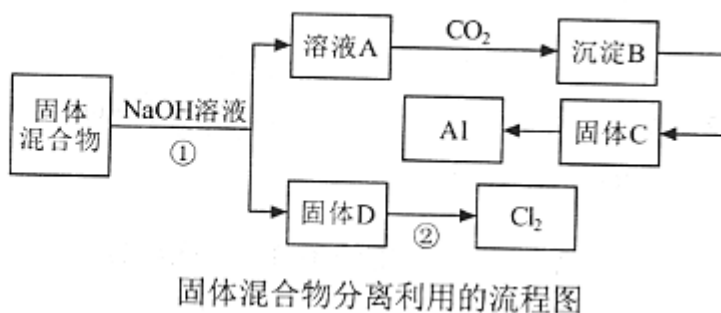 溶液A
CO₂
沉淀B
固体
混合物
NaOH溶液
①
Al
固体C
固体D
②
Cl₂
固体混合物分离利用的流程图